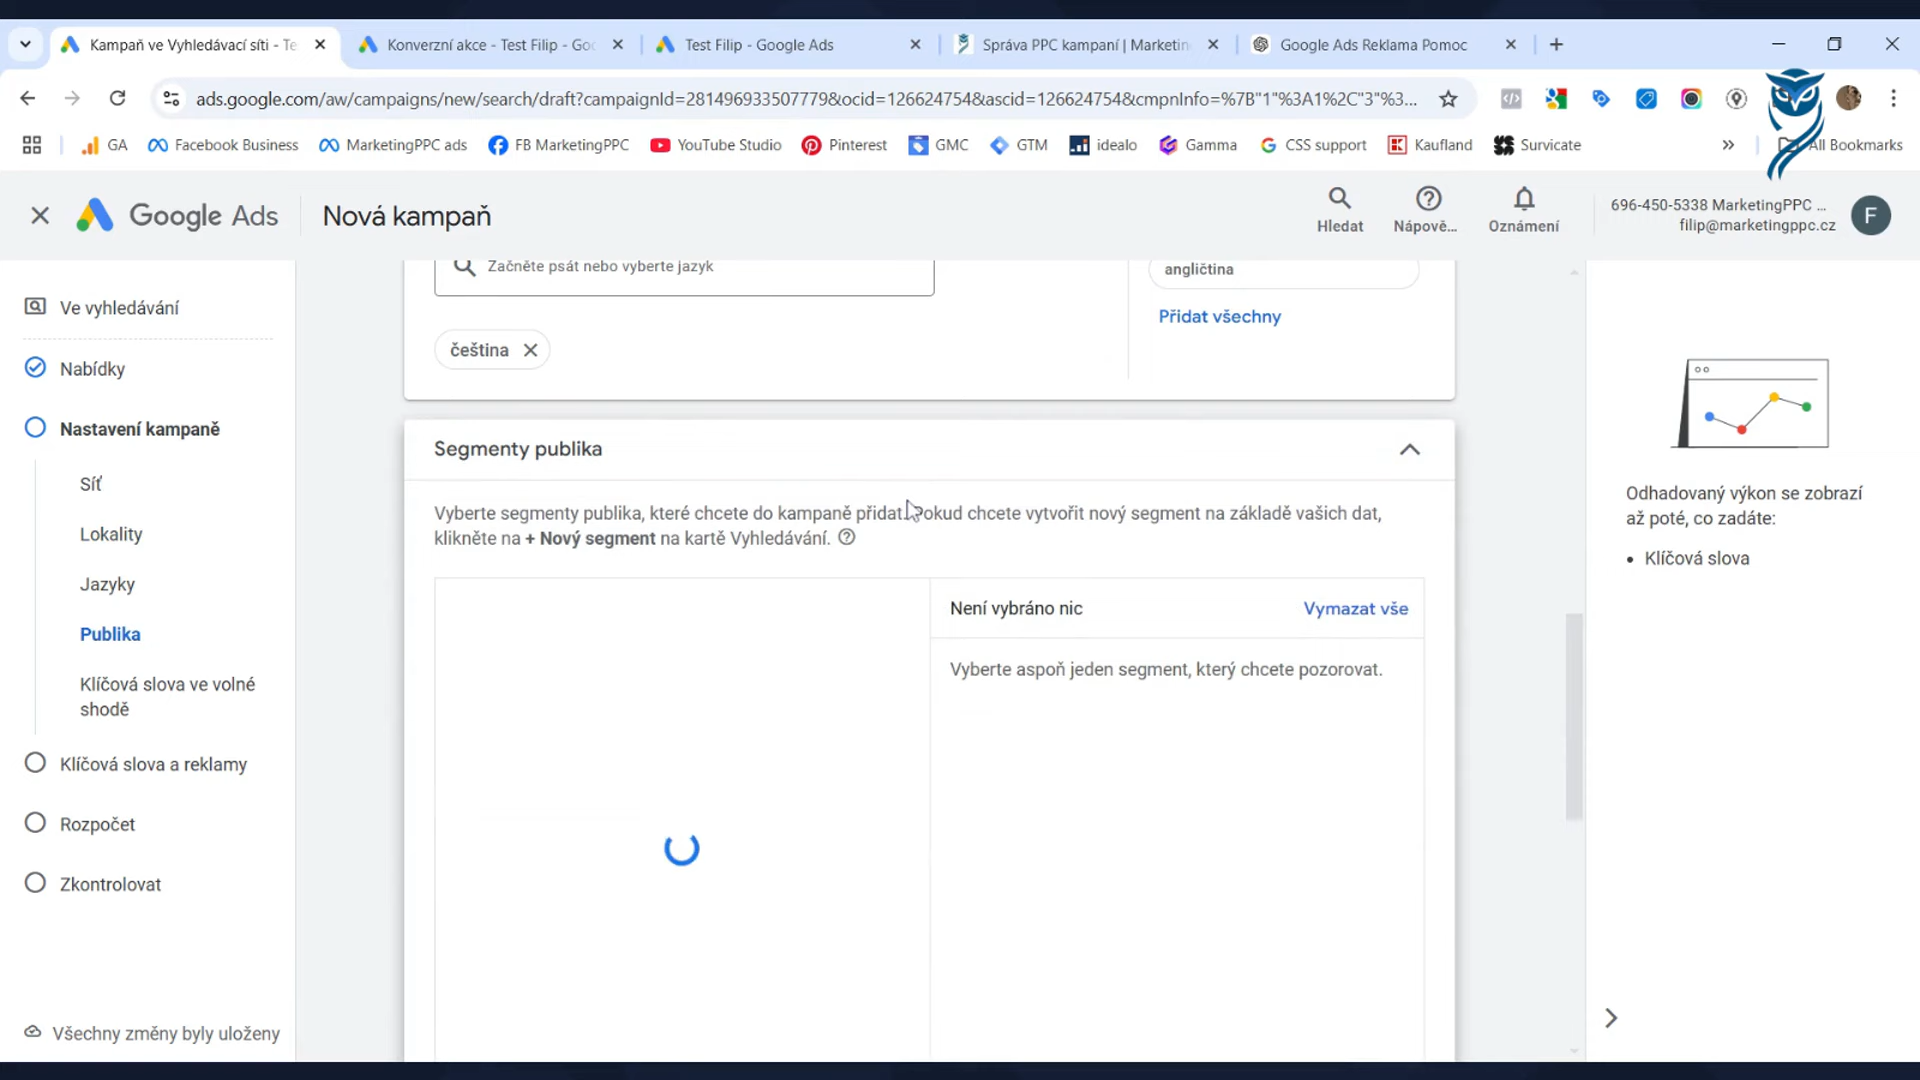 Kampaň ve Vyhledávací síti - Te
Konverzní akce - Test Filip - Goo
Test Filip - Google Ads
Správa PPC kampaní | Marketin
Google Ads Reklama Pomoc
ads.google.com/aw/campaigns/new/search/draft?campaignId=281496933507779&ocid=126624754&ascid=126624754&cmpnInfo=%7B"1"%3A1%2C"3"%3...
GA
Facebook Business
MarketingPPC ads
FB MarketingPPC
YouTube Studio
Pinterest
GMC
GTM
idealo
Gamma
CSS support
Kaufland
Survicate
All Bookmarks
Google Ads
Nová kampaň
Hledat
Nápově...
Oznámení
696-450-5338 MarketingPPC ...
filip@marketingppc.cz
F
Ve vyhledávání
Nabídky
Nastavení kampaně
Síť
Lokality
Jazyky
Publika
Klíčová slova ve volné
shodě
Klíčová slova a reklamy
Rozpočet
Zkontrolovat
Všechny změny byly uloženy
Začněte psát nebo vyberte jazyk
angličtina
Přidat všechny
čeština
Segmenty publika
Vyberte segmenty publika, které chcete do kampaně přidat. Pokud chcete vytvořit nový segment na základě vašich dat,
klikněte na + Nový segment na kartě Vyhledávání.
Není vybráno nic
Vymazat vše
Vyberte aspoň jeden segment, který chcete pozorovat.
Odhadovaný výkon se zobrazí
až poté, co zadáte:
• Klíčová slova